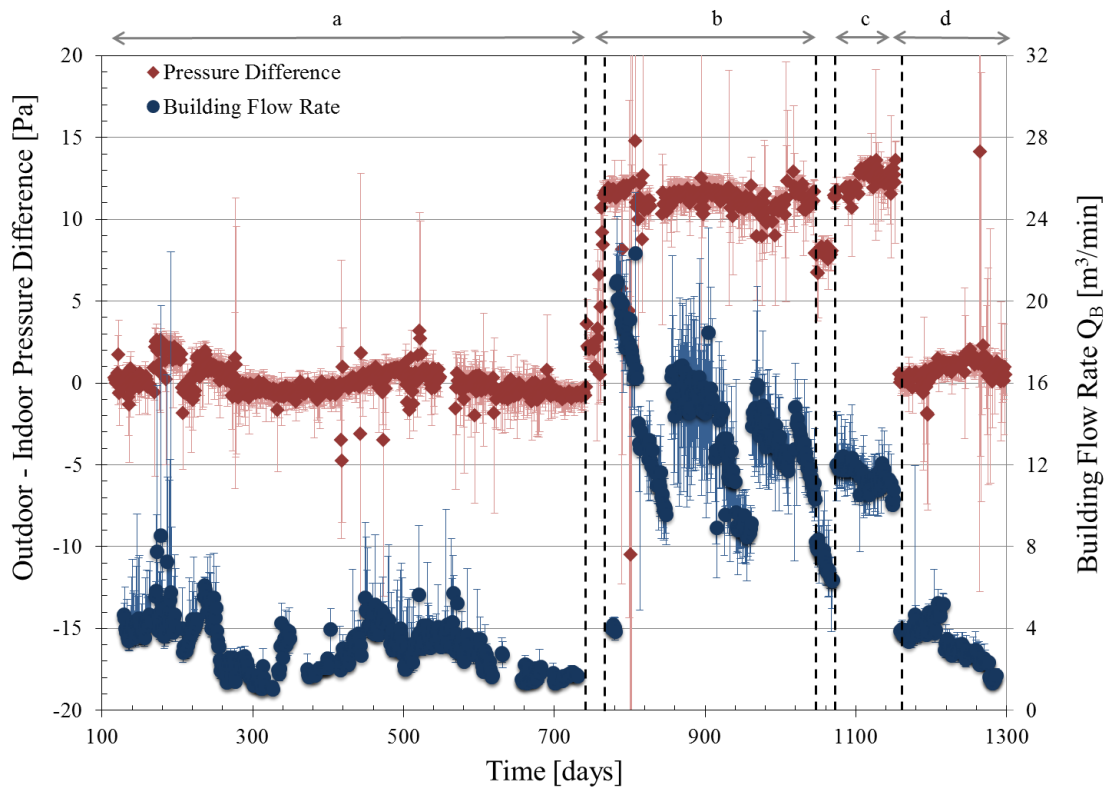 a b c d
Pressure Difference
Building Flow Rate
20
15
10
5
0
-5
-10
-15
-20
Outdoor - Indoor Pressure Difference [Pa]
32
28
24
20
16
12
8
4
0
Building Flow Rate Q_B [m³/min]
100 300 500 700 900 1100 1300
Time [days]